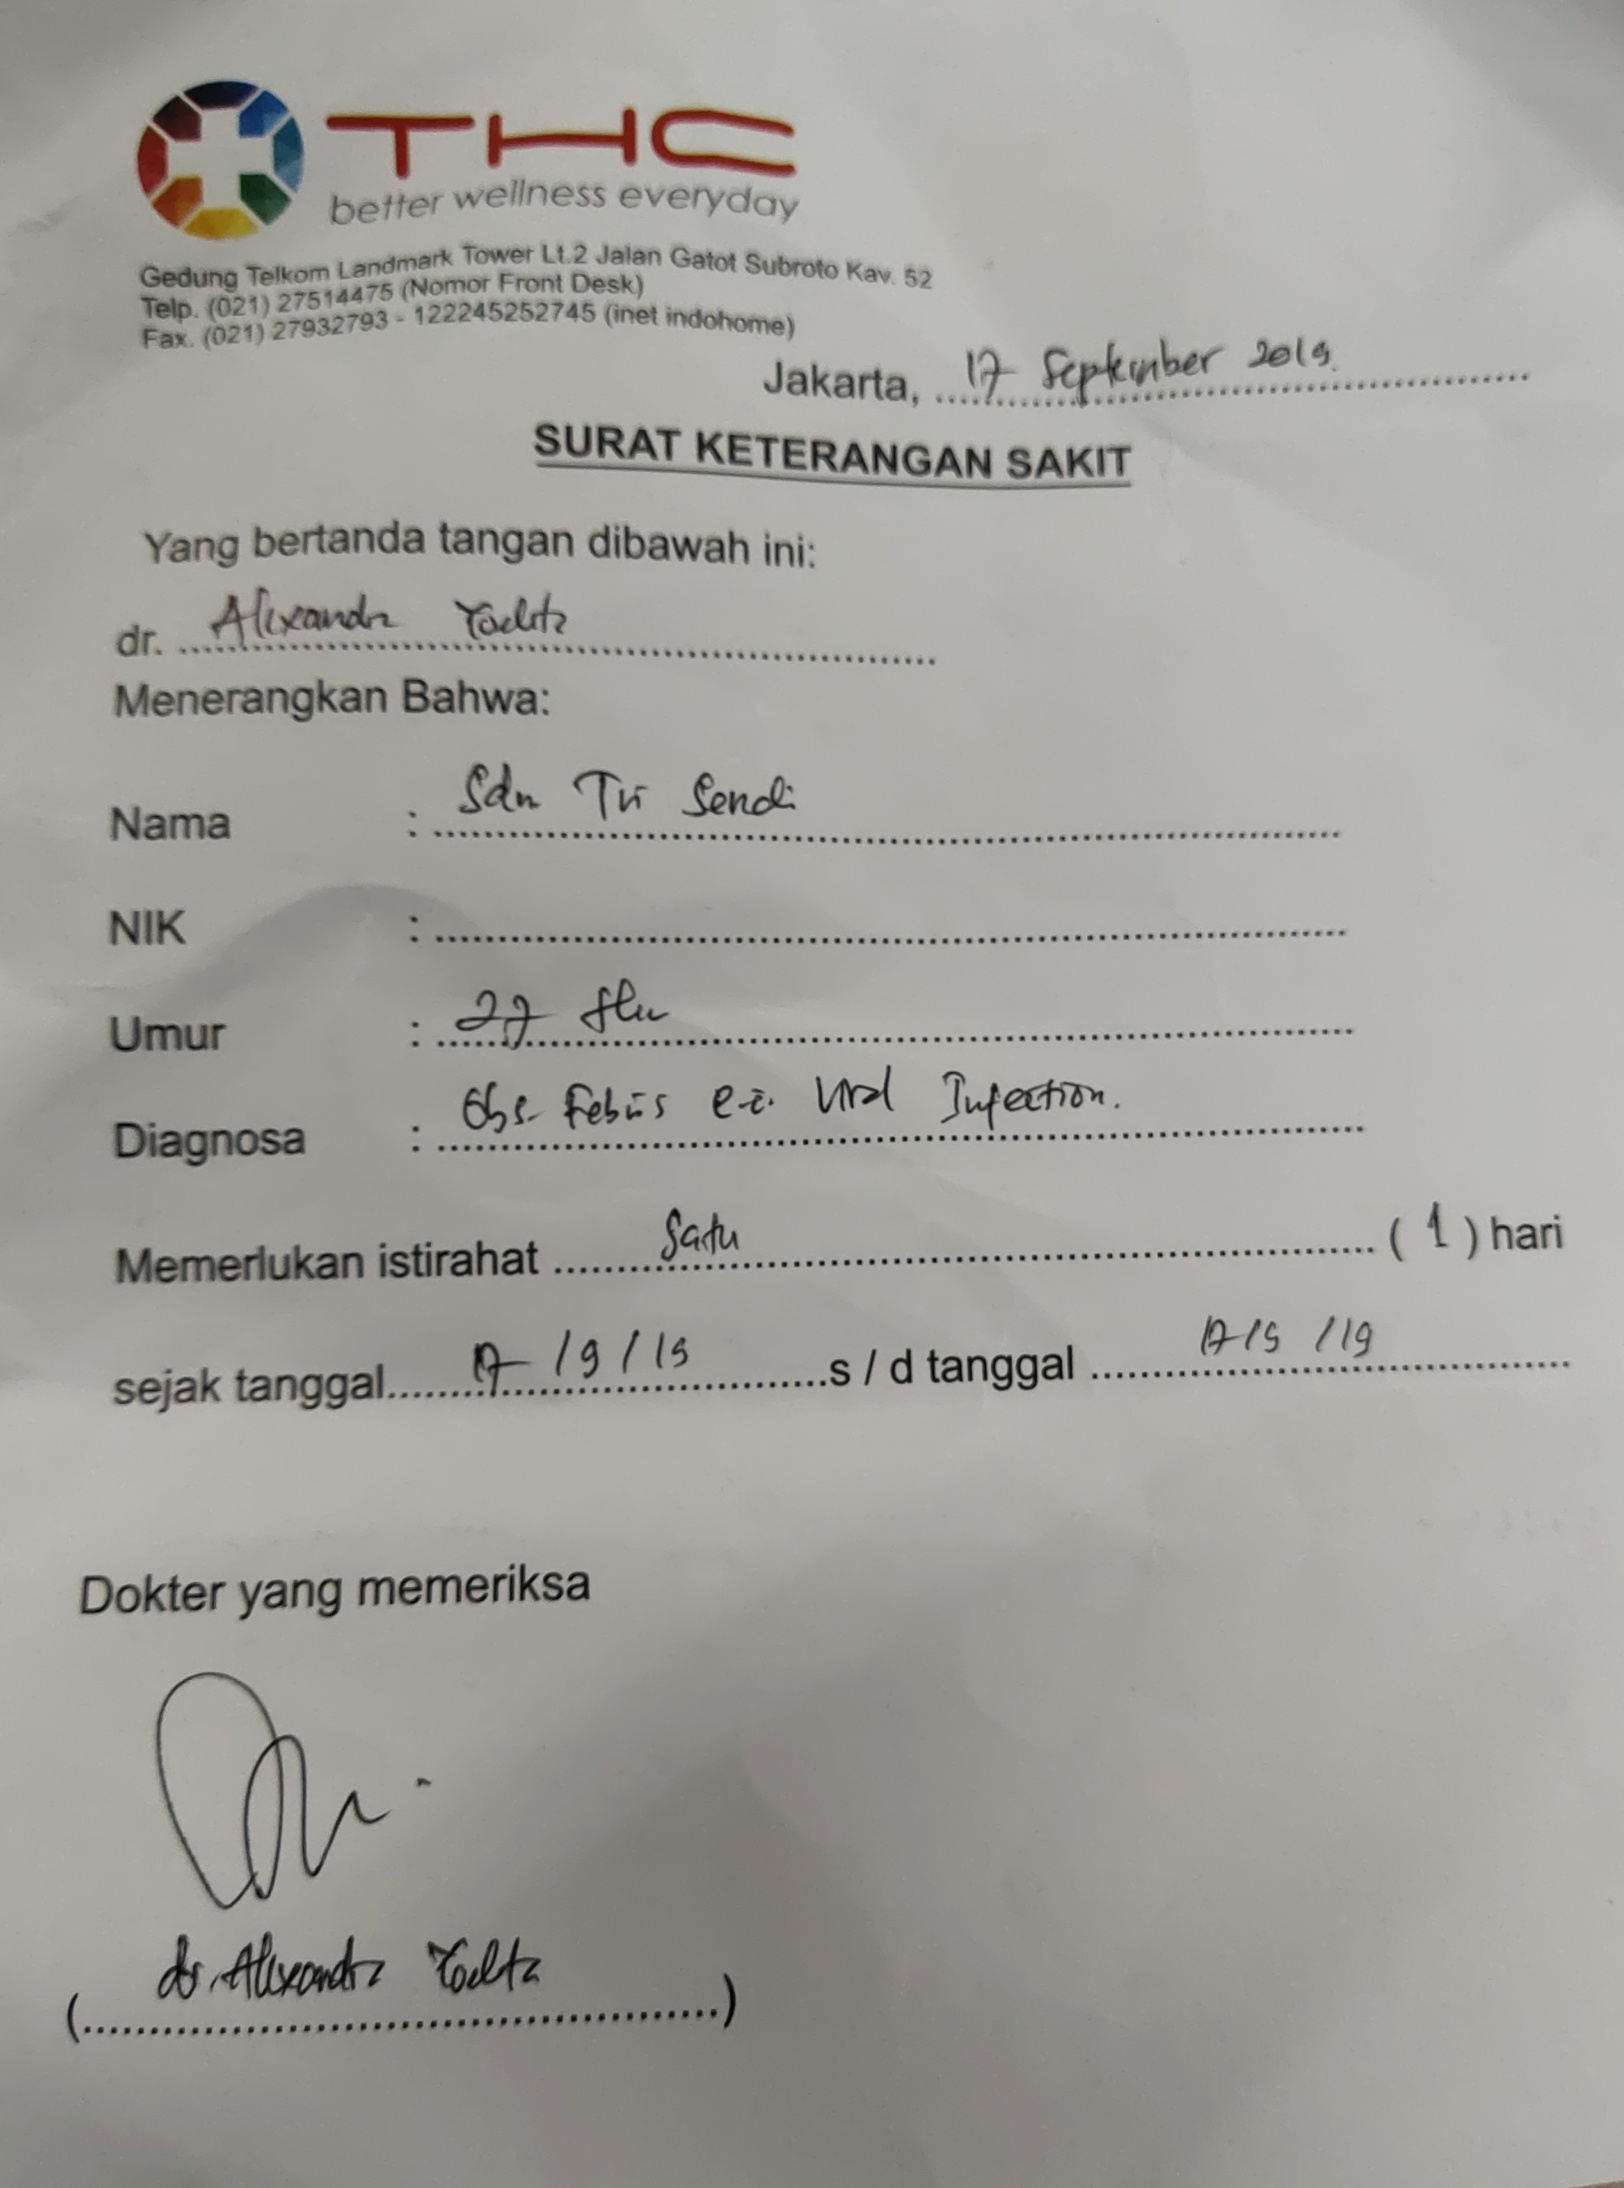 THC
better wellness everyday
Gedung Telkom Landmark Tower Lt.2 Jalan Gatot Subroto Kav. 52
Telp. (021) 27514475 (Nomor Front Desk)
Fax. (021) 27932793 - 122245252745 (inet indohome)
Jakarta, 17 September 2019.
SURAT KETERANGAN SAKIT
Yang bertanda tangan dibawah ini:
dr. Alexandra
Menerangkan Bahwa:
Nama : Sdn Tri Sendi
NIK :
Umur : 27 thn
Diagnosa : Obs. Febris e.c. Viral Infection.
Memerlukan istirahat Satu ( 1 ) hari
sejak tanggal 17 / 9 / 19 s / d tanggal 17 / 9 / 19
Dokter yang memeriksa
(dr. Alexandra )